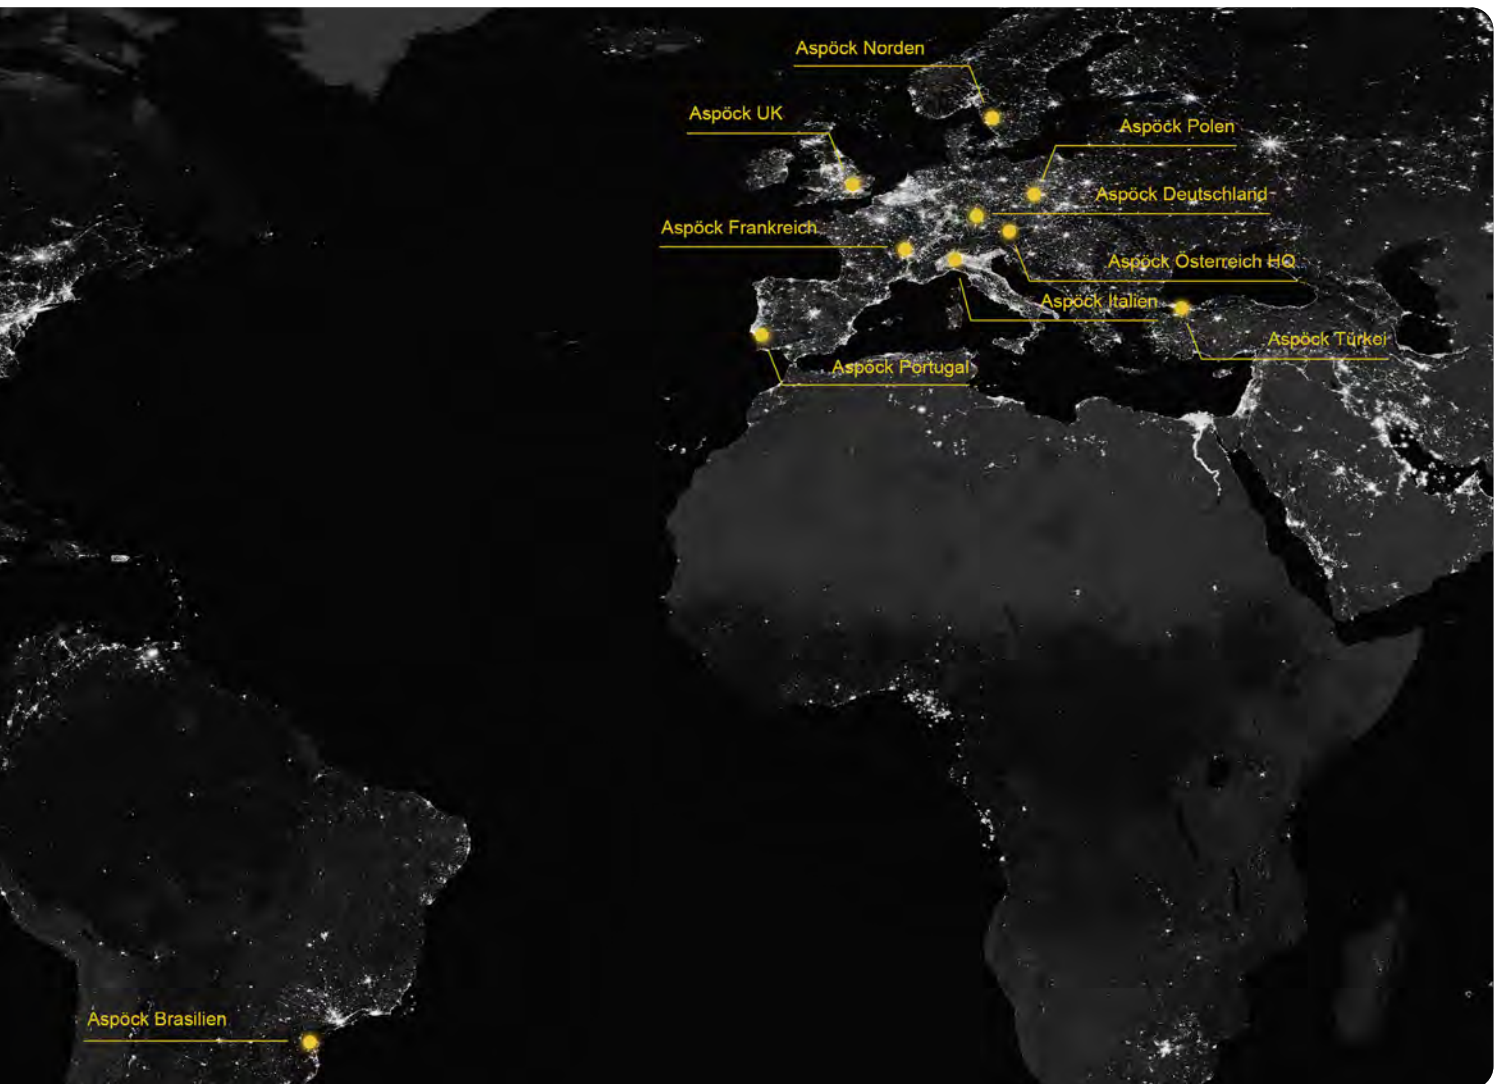 Aspöck Norden
Aspöck UK
Aspöck Polen
Aspöck Deutschland
Aspöck Frankreich
Aspöck Österreich HQ
Aspöck Italien
Aspöck Türkei
Aspöck Portugal
Aspöck Brasilien